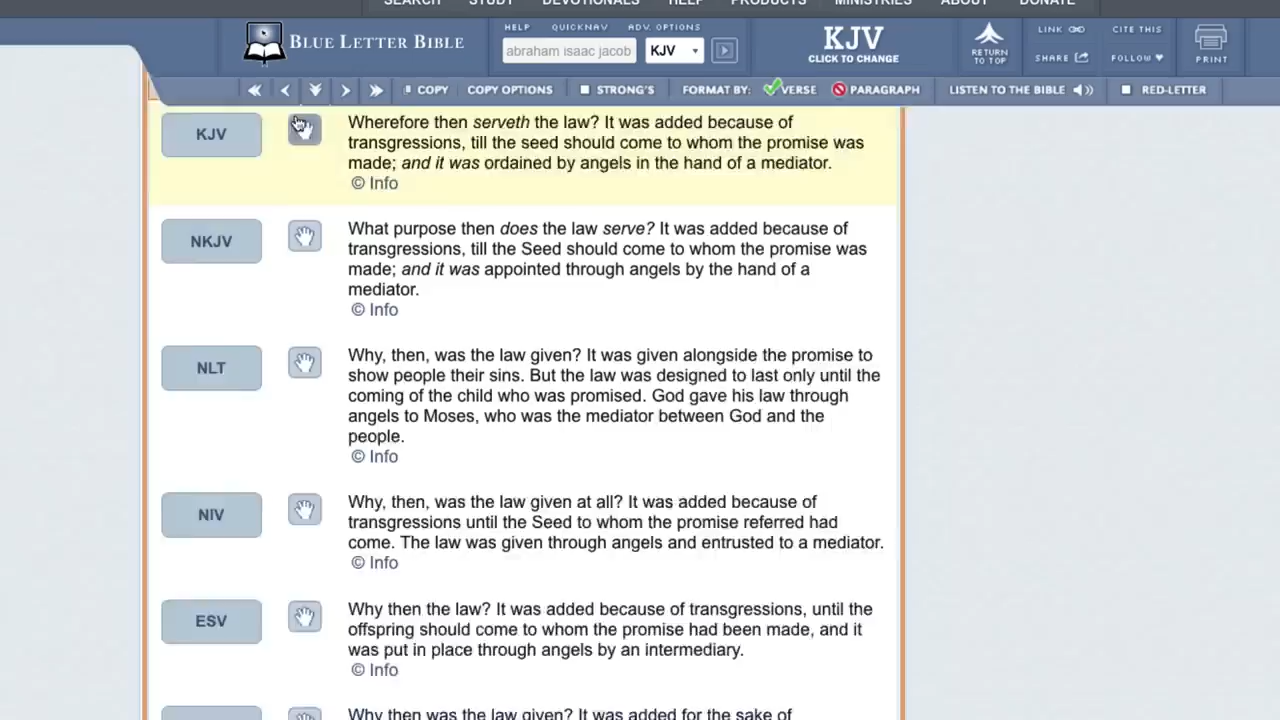 SEARCH STUDY DEVOTIONALS HELP PRODUCTS MINISTRIES ABOUT DONATE
BLUE LETTER BIBLE
HELP QUICKNAV ADV. OPTIONS
abraham isaac jacob KJV
KJV
CLICK TO CHANGE
RETURN
TO TOP
LINK CITE THIS
SHARE FOLLOW
PRINT
COPY COPY OPTIONS STRONG'S FORMAT BY: VERSE PARAGRAPH LISTEN TO THE BIBLE RED-LETTER
KJV
Wherefore then serveth the law? It was added because of
transgressions, till the seed should come to whom the promise was
made; and it was ordained by angels in the hand of a mediator.
© Info
NKJV
What purpose then does the law serve? It was added because of
transgressions, till the Seed should come to whom the promise was
made; and it was appointed through angels by the hand of a
mediator.
© Info
NLT
Why, then, was the law given? It was given alongside the promise to
show people their sins. But the law was designed to last only until the
coming of the child who was promised. God gave his law through
angels to Moses, who was the mediator between God and the
people.
© Info
NIV
Why, then, was the law given at all? It was added because of
transgressions until the Seed to whom the promise referred had
come. The law was given through angels and entrusted to a mediator.
© Info
ESV
Why then the law? It was added because of transgressions, until the
offspring should come to whom the promise had been made, and it
was put in place through angels by an intermediary.
© Info
Why then was the law given? It was added for the sake of